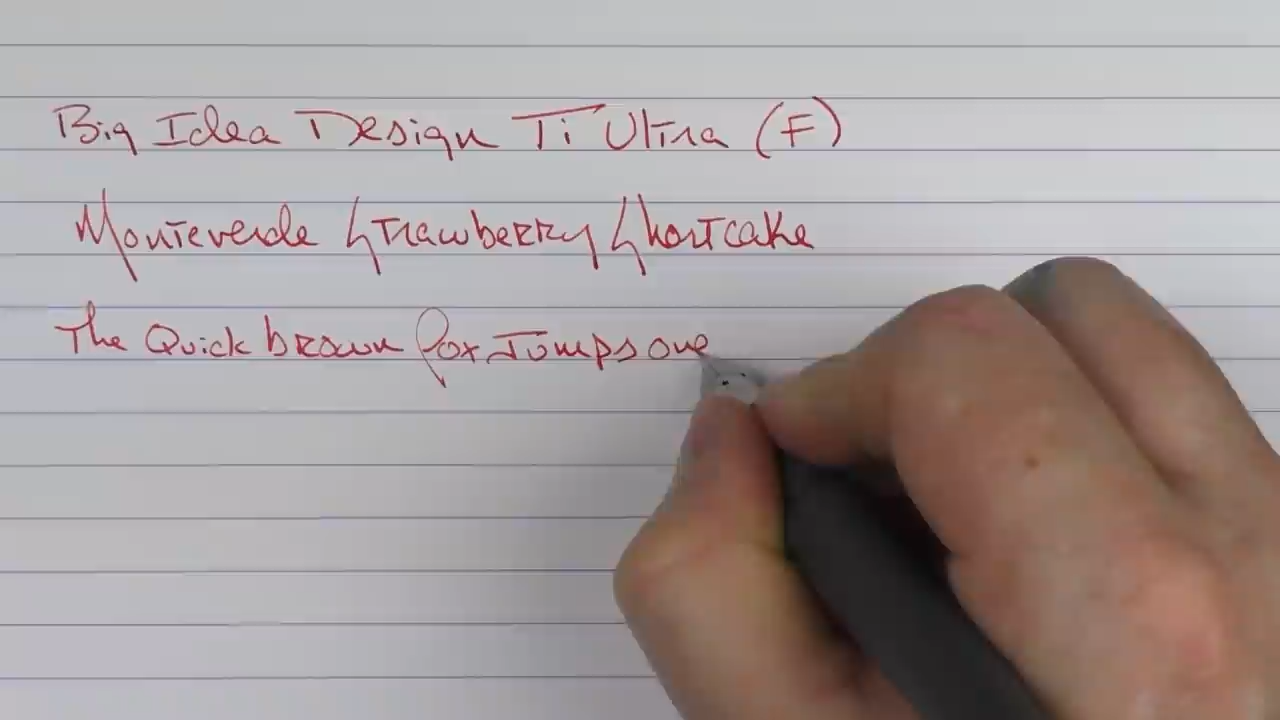 Big Idea Design Ti Ultra (F)
Monteverde Strawberry Shortcake
The Quick brown fox Jumps ove